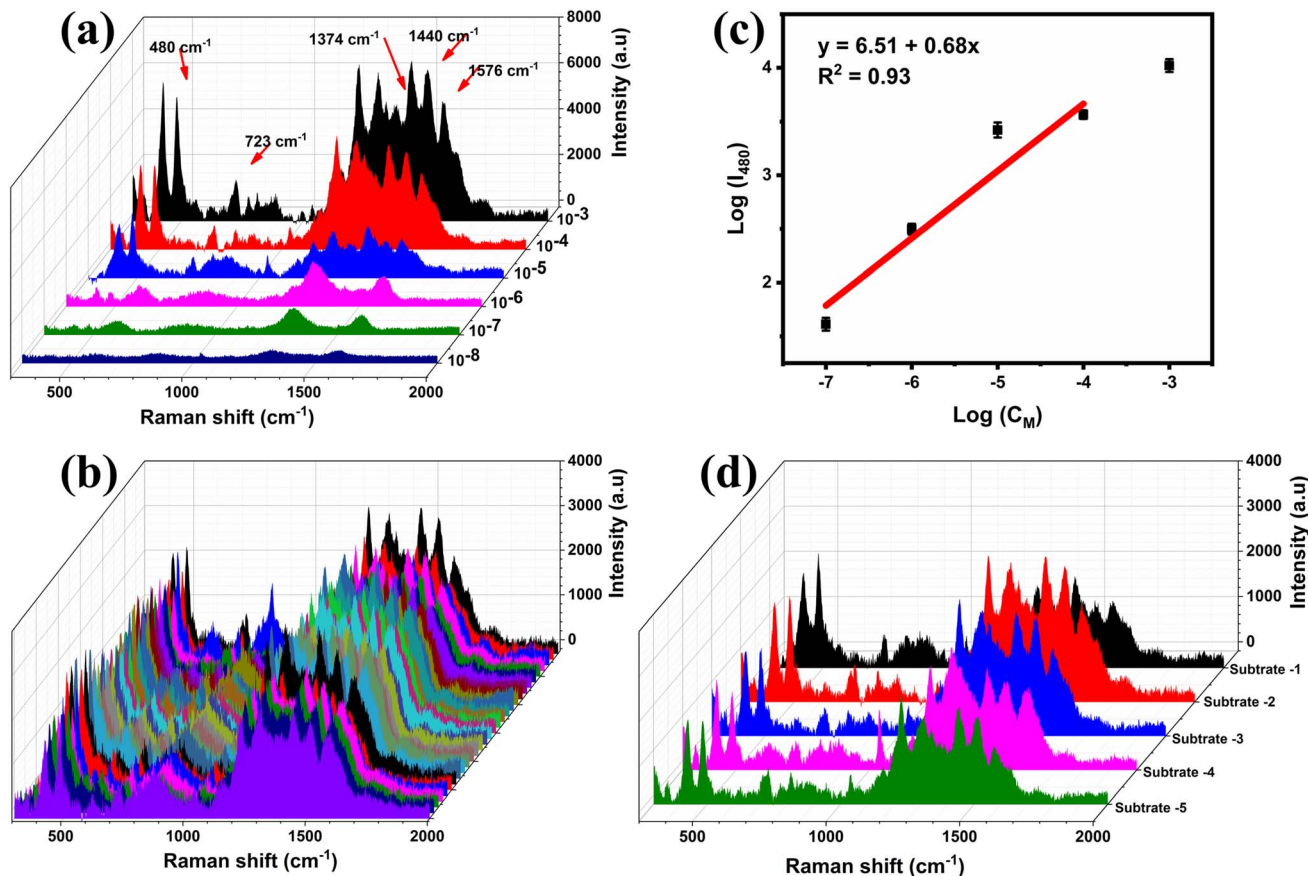 (a)
480 cm⁻¹
723 cm⁻¹
1374 cm⁻¹
1440 cm⁻¹
1576 cm⁻¹
8000
6000
4000
2000
0
Intensity (a.u)
10⁻³
10⁻⁴
10⁻⁵
10⁻⁶
10⁻⁷
10⁻⁸
500 1000 1500 2000
Raman shift (cm⁻¹)
(c)
y = 6.51 + 0.68x
R² = 0.93
4
3
2
Log (I₄₈₀)
-7 -6 -5 -4 -3
Log (C_M)
(b)
4000
3000
2000
1000
0
Intensity (a.u)
500 1000 1500 2000
Raman shift (cm⁻¹)
(d)
4000
3000
2000
1000
0
Intensity (a.u)
Subtrate -1
Subtrate -2
Subtrate -3
Subtrate -4
Subtrate -5
500 1000 1500 2000
Raman shift (cm⁻¹)